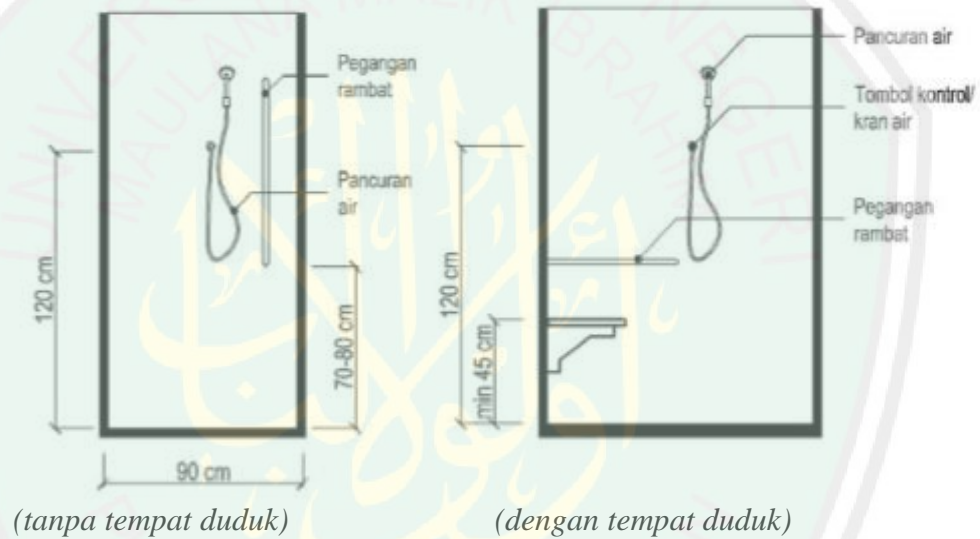 Pegangan
rambat
Pancuran
air
120 cm
70-80 cm
90 cm
(tanpa tempat duduk)
Pancuran air
Tombol kontrol/
kran air
Pegangan
rambat
120 cm
min 45 cm
(dengan tempat duduk)